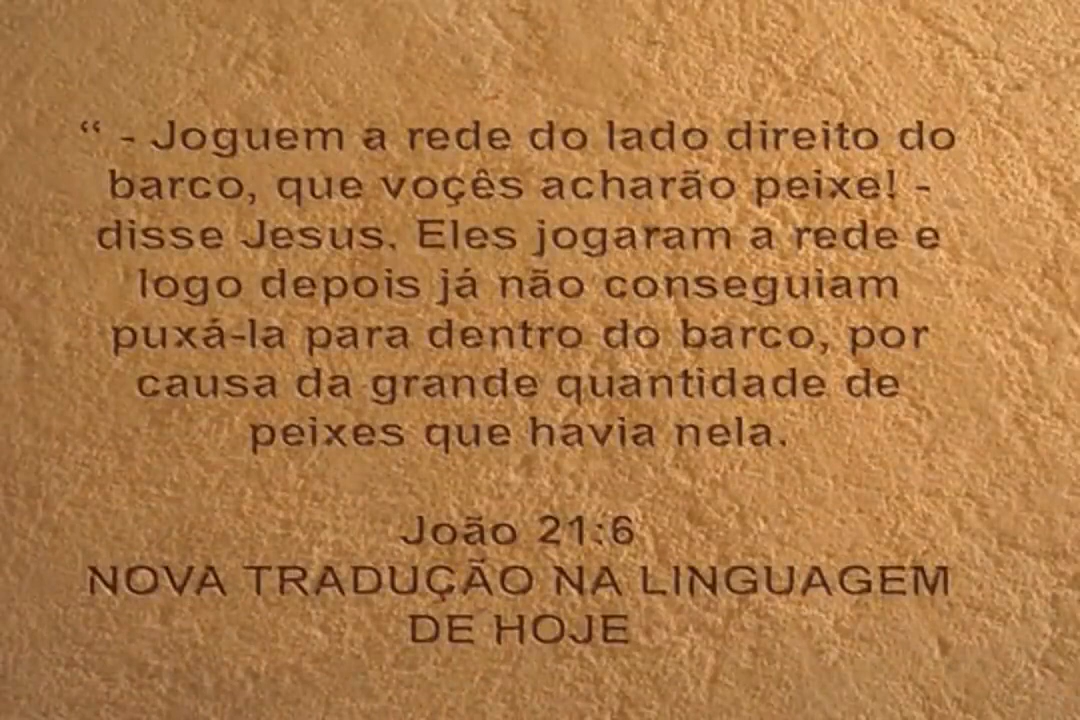 “ - Joguem a rede do lado direito do
barco, que voçês acharão peixe! -
disse Jesus. Eles jogaram a rede e
logo depois já não conseguiam
puxá-la para dentro do barco, por
causa da grande quantidade de
peixes que havia nela.
João 21:6
NOVA TRADUÇÃO NA LINGUAGEM
DE HOJE